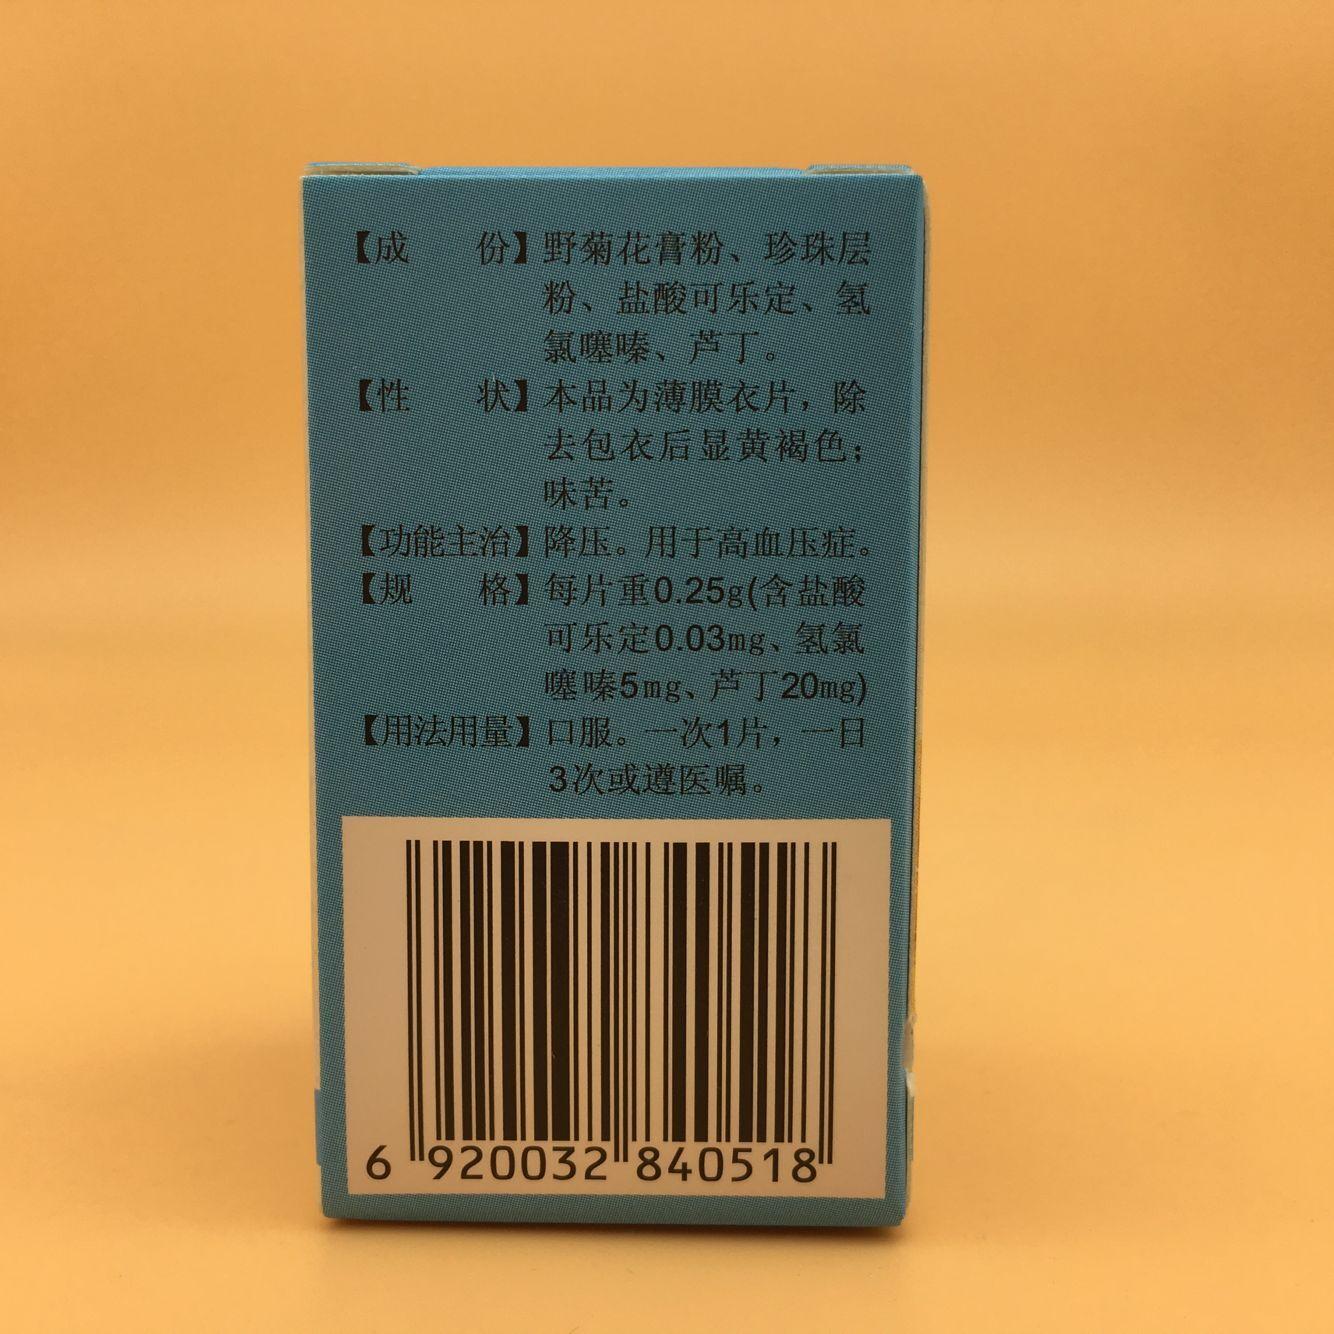 【成 份】野菊花膏粉、珍珠层
粉、盐酸可乐定、氢
氯噻嗪、芦丁。
【性 状】本品为薄膜衣片，除
去包衣后显黄褐色；
味苦。
【功能主治】降压。用于高血压症。
【规 格】每片重0.25g(含盐酸
可乐定0.03mg、氢氯
噻嗪5mg、芦丁20mg)
【用法用量】口服。一次1片，一日
3次或遵医嘱。
6 920032 840518